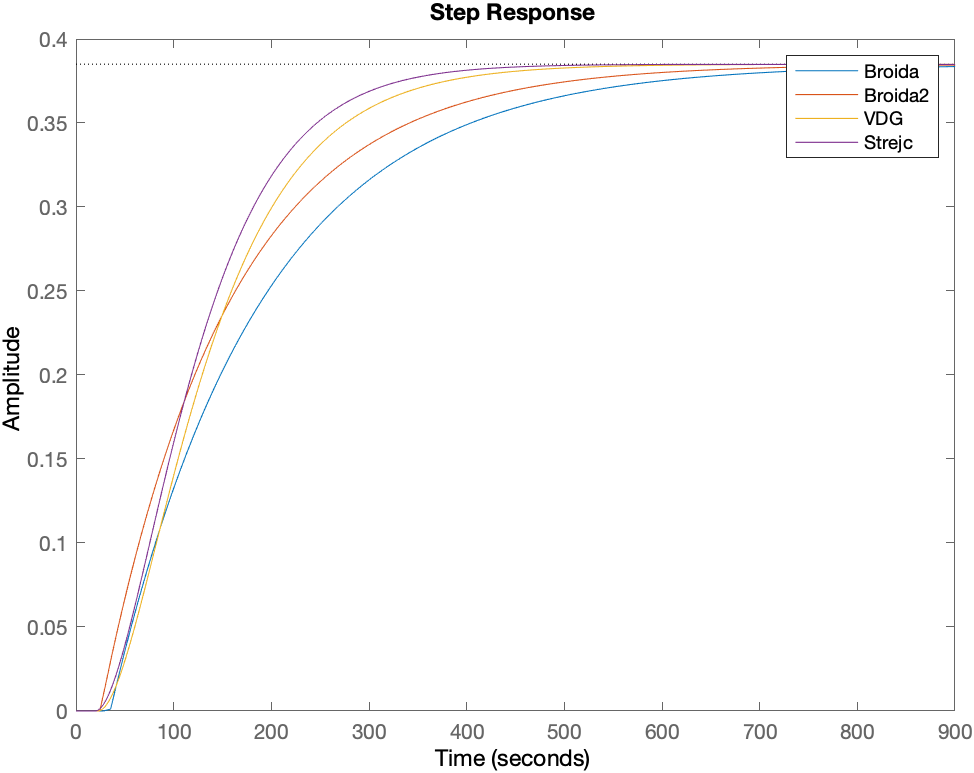 Step Response
0.4
0.35
0.3
0.25
0.2
0.15
0.1
0.05
0
Amplitude
Broida
Broida2
VDG
Strejc
0 100 200 300 400 500 600 700 800 900
Time (seconds)